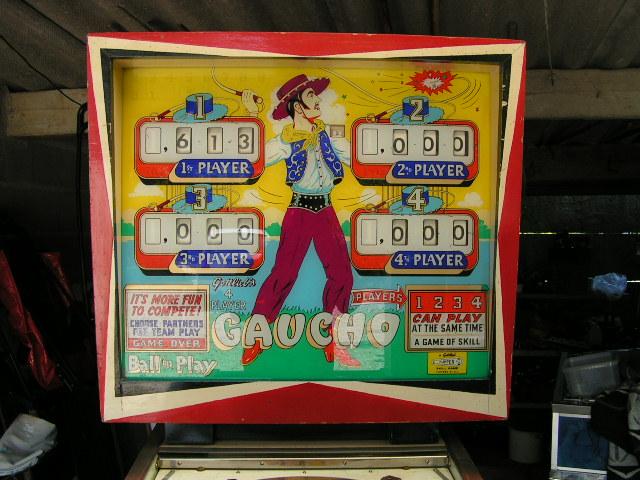 1
2
,613
,000
1ST PLAYER
2ND PLAYER
3
4
,000
,000
3RD PLAYER
4TH PLAYER
Gottlieb's
4
PLAYER
PLAYERS
IT'S MORE FUN
TO COMPETE!
CHOOSE PARTNERS
FOR TEAM PLAY
GAME OVER
Ball in Play
GAUCHO
1 2 3 4
CAN PLAY
AT THE SAME TIME
A GAME OF SKILL